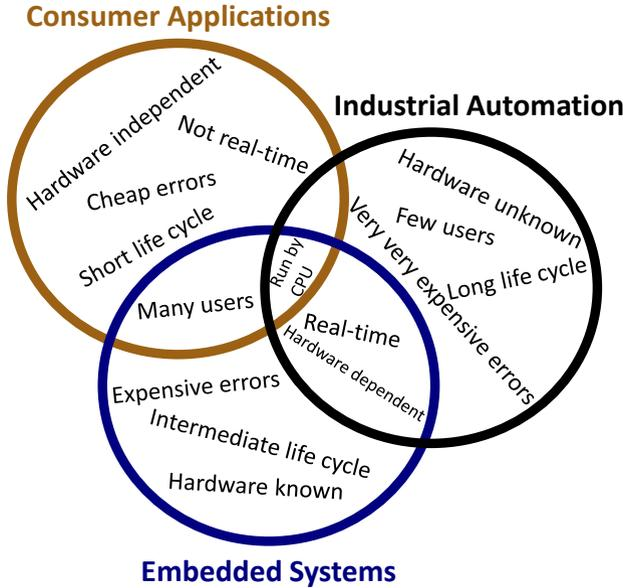 Consumer Applications
Industrial Automation
Hardware independent
Not real-time
Cheap errors
Short life cycle
Hardware unknown
Few users
Very very expensive errors
Long life cycle
Run by
CPU
Many users
Real-time
Hardware dependent
Expensive errors
Intermediate life cycle
Hardware known
Embedded Systems